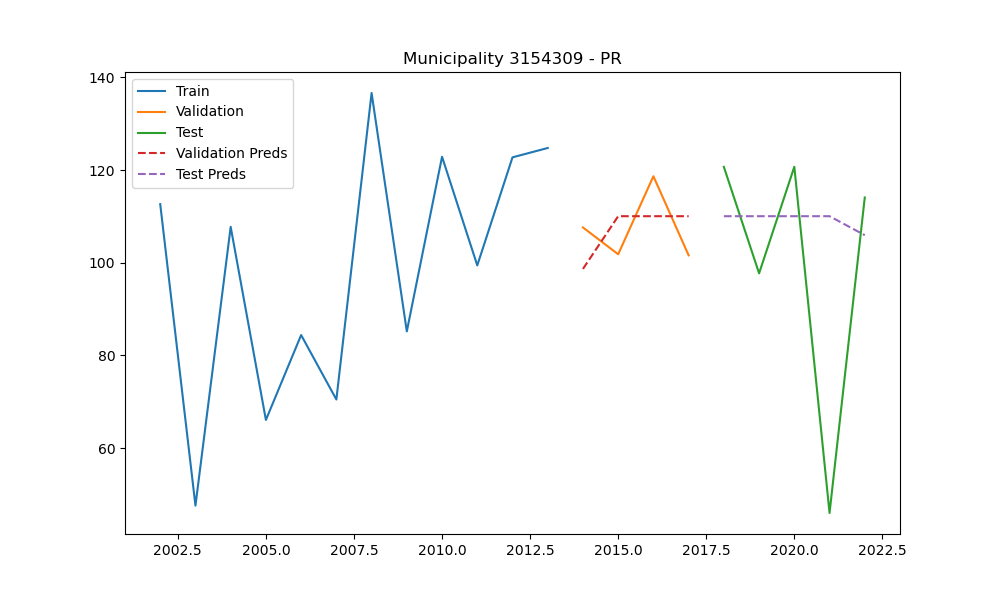 Municipality 3154309 - PR
140
120
100
80
60
Train
Validation
Test
Validation Preds
Test Preds
2002.5 2005.0 2007.5 2010.0 2012.5 2015.0 2017.5 2020.0 2022.5